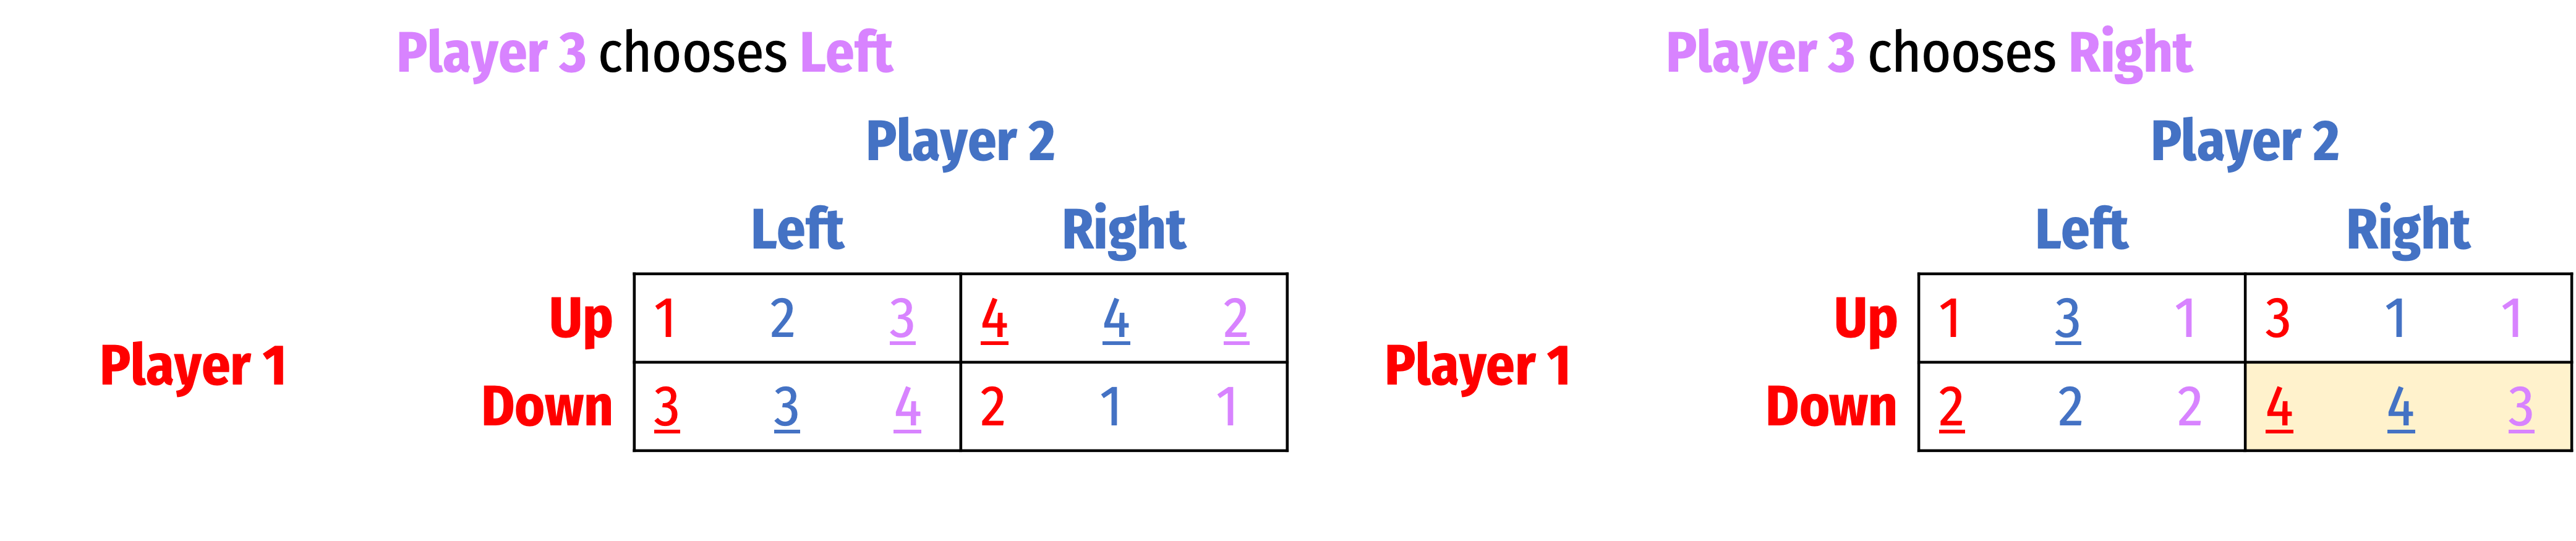 Player 3 chooses Left
Player 2
Left Right
Up 1 2 3 4 4 2
Player 1
Down 3 3 4 2 1 1
Player 3 chooses Right
Player 2
Left Right
Up 1 3 1 3 1 1
Player 1
Down 2 2 2 4 4 3